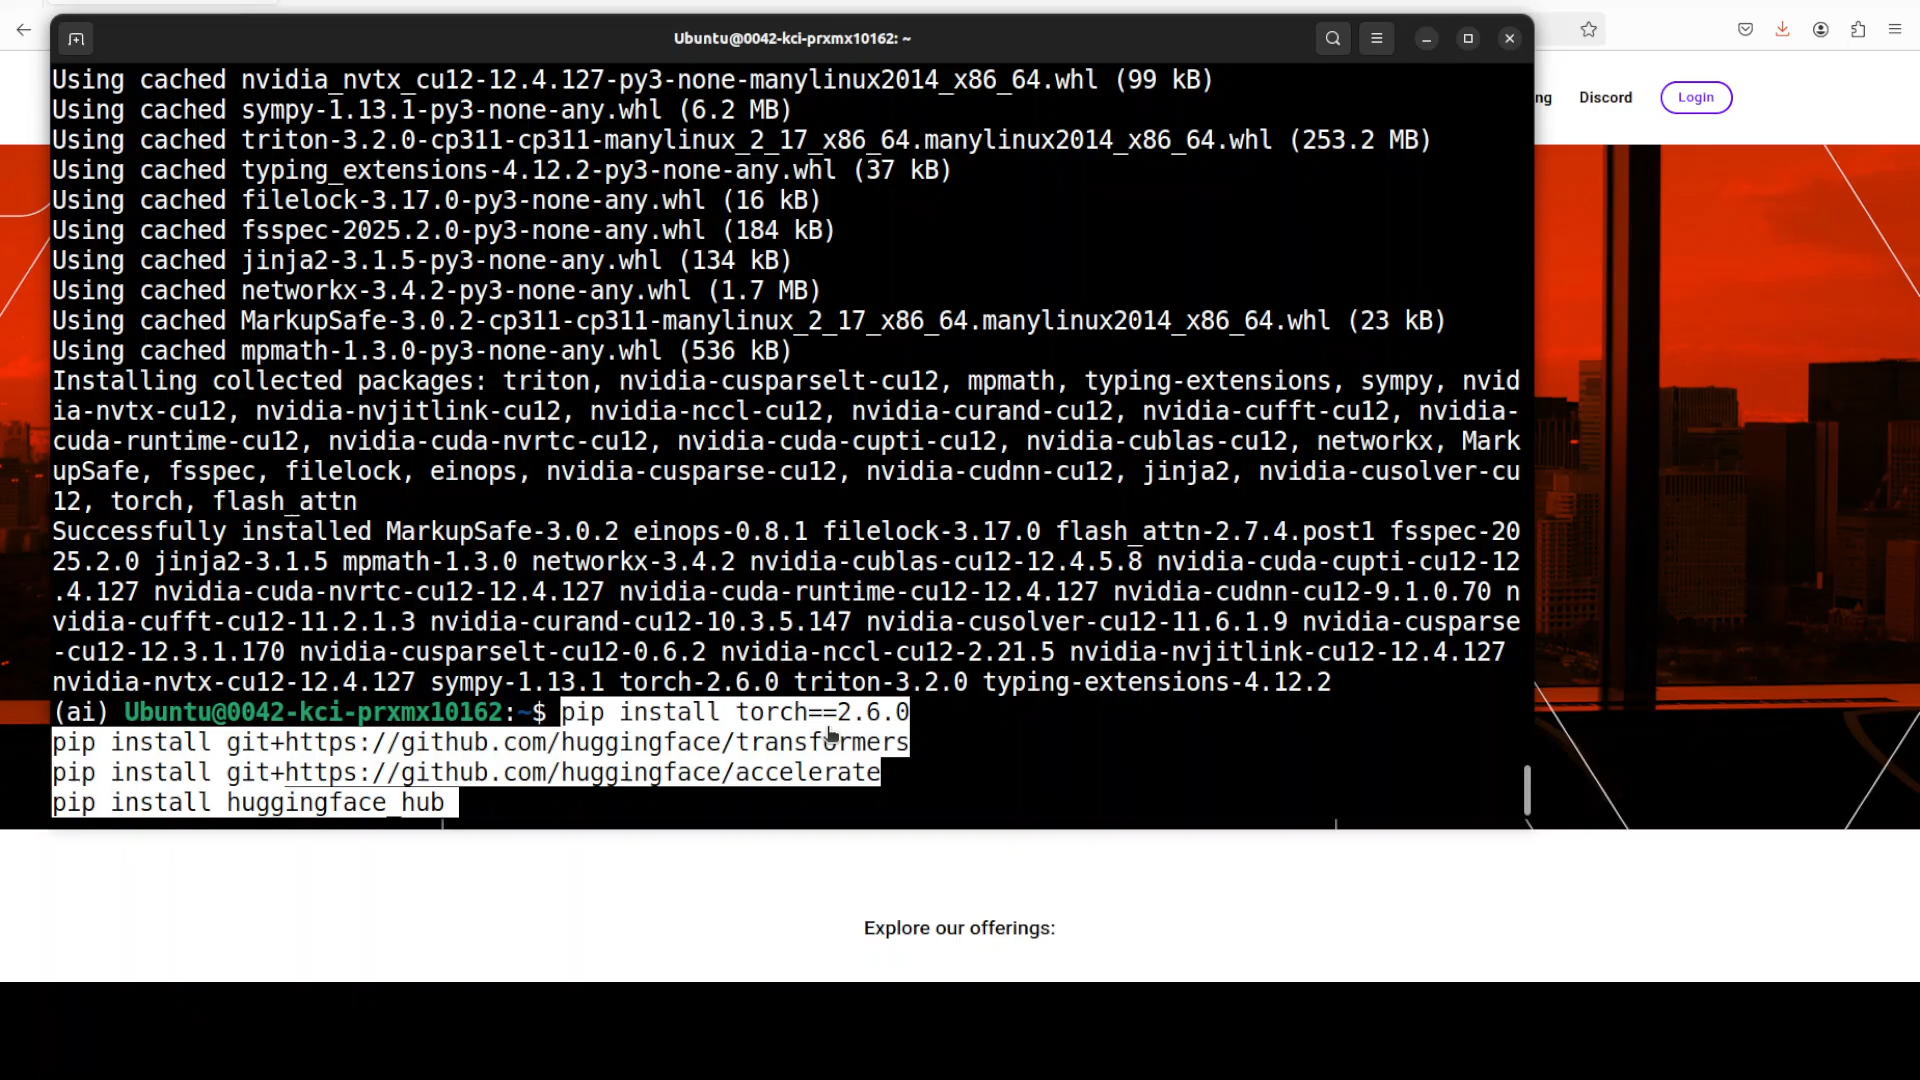 Ubuntu@0042-kci-prxmx10162: ~
ng Discord Login
Using cached nvidia_nvtx_cu12-12.4.127-py3-none-manylinux2014_x86_64.whl (99 kB)
Using cached sympy-1.13.1-py3-none-any.whl (6.2 MB)
Using cached triton-3.2.0-cp311-cp311-manylinux_2_17_x86_64.manylinux2014_x86_64.whl (253.2 MB)
Using cached typing_extensions-4.12.2-py3-none-any.whl (37 kB)
Using cached filelock-3.17.0-py3-none-any.whl (16 kB)
Using cached fsspec-2025.2.0-py3-none-any.whl (184 kB)
Using cached jinja2-3.1.5-py3-none-any.whl (134 kB)
Using cached networkx-3.4.2-py3-none-any.whl (1.7 MB)
Using cached MarkupSafe-3.0.2-cp311-cp311-manylinux_2_17_x86_64.manylinux2014_x86_64.whl (23 kB)
Using cached mpmath-1.3.0-py3-none-any.whl (536 kB)
Installing collected packages: triton, nvidia-cusparselt-cu12, mpmath, typing-extensions, sympy, nvid
ia-nvtx-cu12, nvidia-nvjitlink-cu12, nvidia-nccl-cu12, nvidia-curand-cu12, nvidia-cufft-cu12, nvidia-
cuda-runtime-cu12, nvidia-cuda-nvrtc-cu12, nvidia-cuda-cupti-cu12, nvidia-cublas-cu12, networkx, Mark
upSafe, fsspec, filelock, einops, nvidia-cusparse-cu12, nvidia-cudnn-cu12, jinja2, nvidia-cusolver-cu
12, torch, flash_attn
Successfully installed MarkupSafe-3.0.2 einops-0.8.1 filelock-3.17.0 flash_attn-2.7.4.post1 fsspec-20
25.2.0 jinja2-3.1.5 mpmath-1.3.0 networkx-3.4.2 nvidia-cublas-cu12-12.4.5.8 nvidia-cuda-cupti-cu12-12
.4.127 nvidia-cuda-nvrtc-cu12-12.4.127 nvidia-cuda-runtime-cu12-12.4.127 nvidia-cudnn-cu12-9.1.0.70 n
vidia-cufft-cu12-11.2.1.3 nvidia-curand-cu12-10.3.5.147 nvidia-cusolver-cu12-11.6.1.9 nvidia-cusparse
-cu12-12.3.1.170 nvidia-cusparselt-cu12-0.6.2 nvidia-nccl-cu12-2.21.5 nvidia-nvjitlink-cu12-12.4.127
nvidia-nvtx-cu12-12.4.127 sympy-1.13.1 torch-2.6.0 triton-3.2.0 typing-extensions-4.12.2
(ai) Ubuntu@0042-kci-prxmx10162:~$ pip install torch==2.6.0
pip install git+https://github.com/huggingface/transformers
pip install git+https://github.com/huggingface/accelerate
pip install huggingface_hub
Explore our offerings: